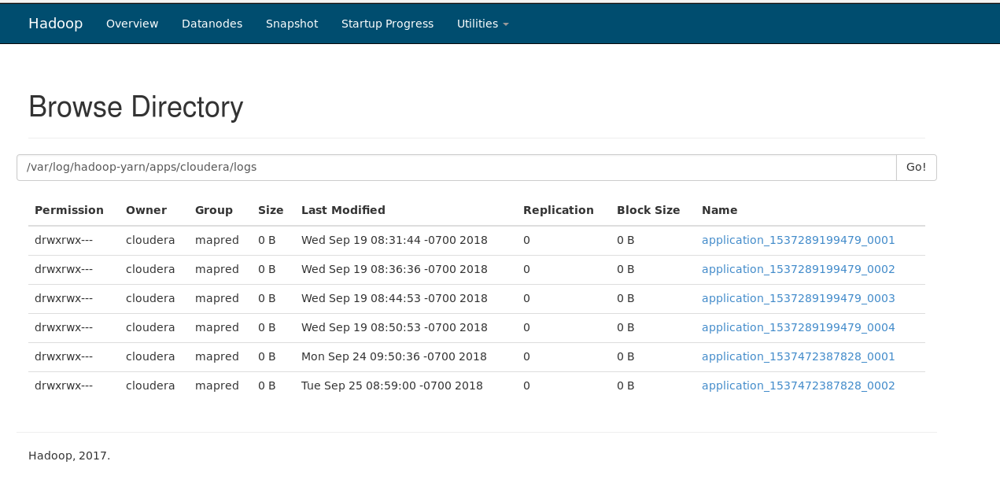 Hadoop Overview Datanodes Snapshot Startup Progress Utilities
Browse Directory
/var/log/hadoop-yarn/apps/cloudera/logs Go!
Permission Owner Group Size Last Modified Replication Block Size Name
drwxrwx--- cloudera mapred 0 B Wed Sep 19 08:31:44 -0700 2018 0 0 B application_1537289199479_0001
drwxrwx--- cloudera mapred 0 B Wed Sep 19 08:36:36 -0700 2018 0 0 B application_1537289199479_0002
drwxrwx--- cloudera mapred 0 B Wed Sep 19 08:44:53 -0700 2018 0 0 B application_1537289199479_0003
drwxrwx--- cloudera mapred 0 B Wed Sep 19 08:50:53 -0700 2018 0 0 B application_1537289199479_0004
drwxrwx--- cloudera mapred 0 B Mon Sep 24 09:50:36 -0700 2018 0 0 B application_1537472387828_0001
drwxrwx--- cloudera mapred 0 B Tue Sep 25 08:59:00 -0700 2018 0 0 B application_1537472387828_0002
Hadoop, 2017.